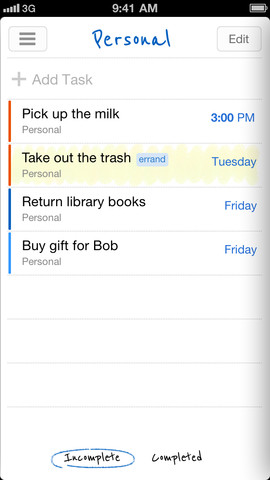 3G 9:41 AM
Personal Edit
Add Task
Pick up the milk 3:00 PM
Personal
Take out the trash errand Tuesday
Personal
Return library books Friday
Personal
Buy gift for Bob Friday
Personal
Incomplete Completed